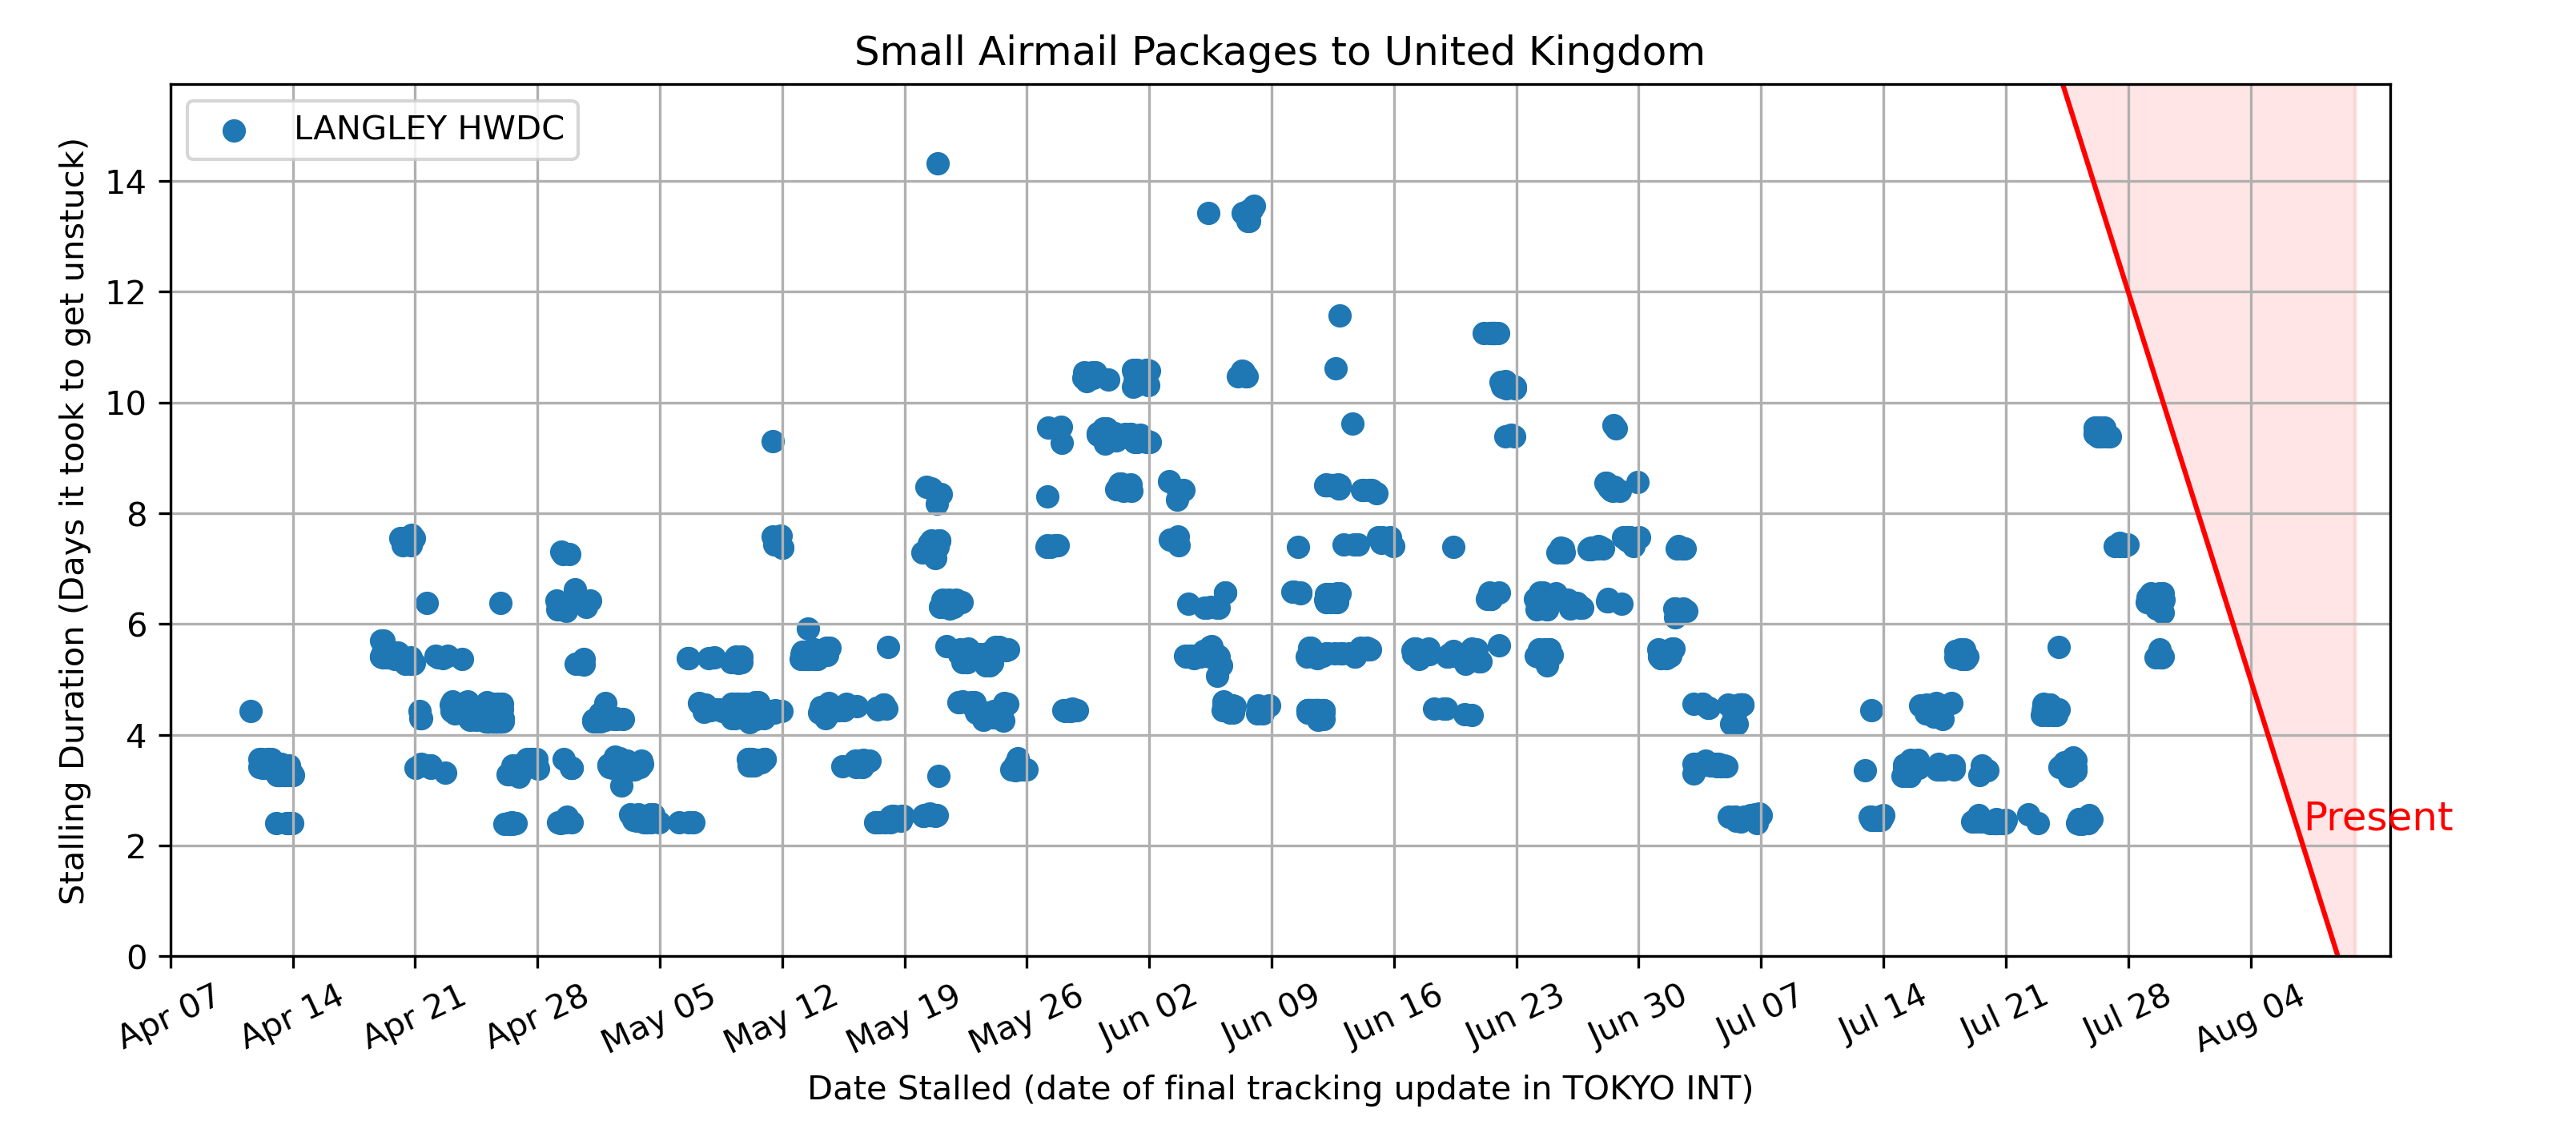 Small Airmail Packages to United Kingdom
LANGLEY HWDC
Stalling Duration (Days it took to get unstuck)
14
12
10
8
6
4
2
0
Present
Apr 07
Apr 14
Apr 21
Apr 28
May 05
May 12
May 19
May 26
Jun 02
Jun 09
Jun 16
Jun 23
Jun 30
Jul 07
Jul 14
Jul 21
Jul 28
Aug 04
Date Stalled (date of final tracking update in TOKYO INT)